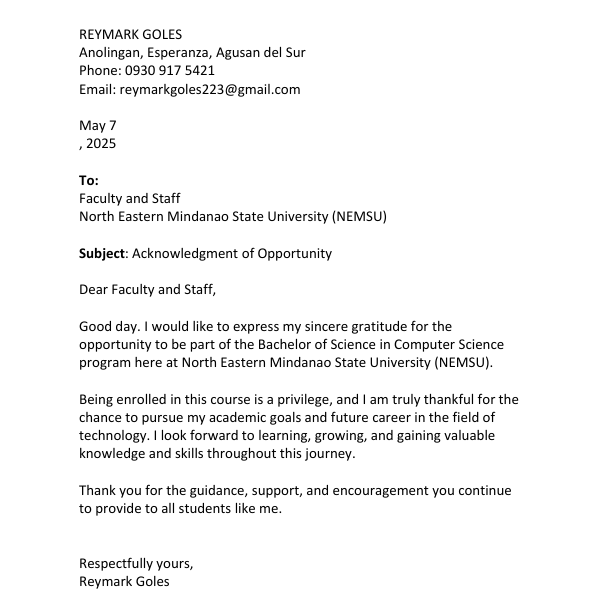 REYMARK GOLES
Anolingan, Esperanza, Agusan del Sur
Phone: 0930 917 5421
Email: reymarkgoles223@gmail.com
May 7
, 2025
To:
Faculty and Staff
North Eastern Mindanao State University (NEMSU)
Subject: Acknowledgment of Opportunity
Dear Faculty and Staff,
Good day. I would like to express my sincere gratitude for the
opportunity to be part of the Bachelor of Science in Computer Science
program here at North Eastern Mindanao State University (NEMSU).
Being enrolled in this course is a privilege, and I am truly thankful for the
chance to pursue my academic goals and future career in the field of
technology. I look forward to learning, growing, and gaining valuable
knowledge and skills throughout this journey.
Thank you for the guidance, support, and encouragement you continue
to provide to all students like me.
Respectfully yours,
Reymark Goles